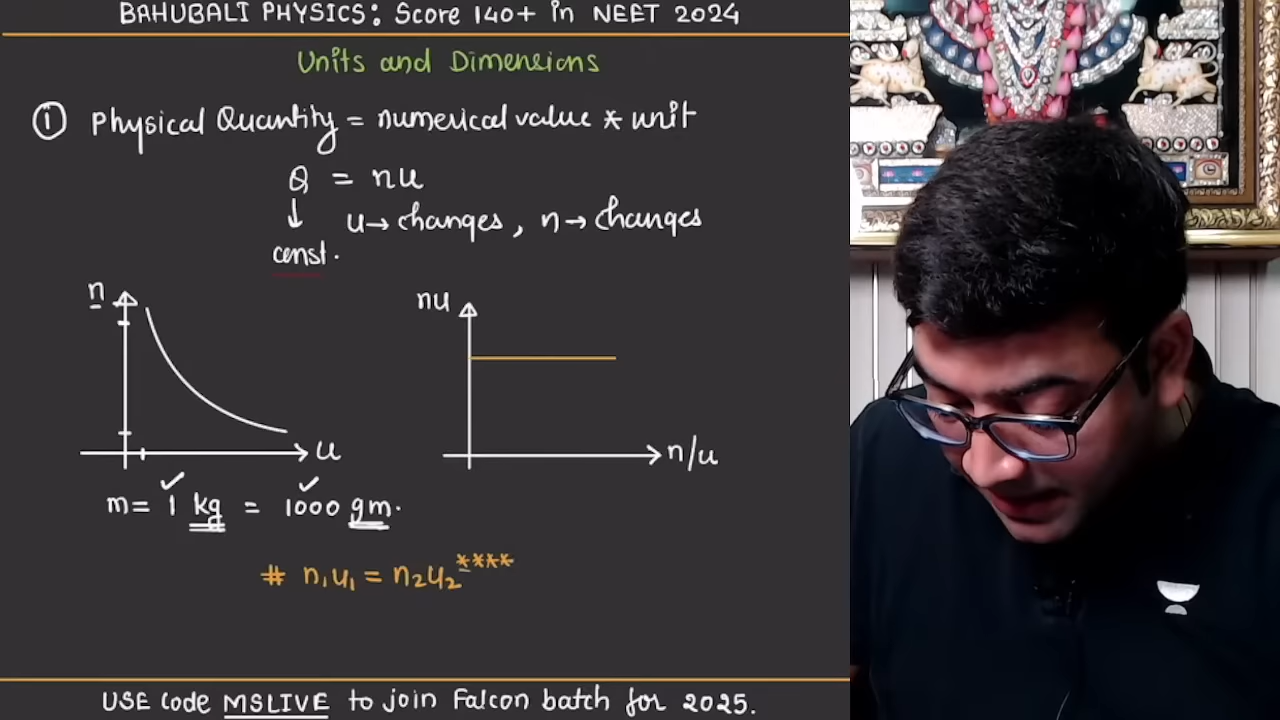 BAHUBALI PHYSICS: Score 140+ in NEET 2024
Units and Dimensions
① Physical Quantity = numerical value * unit
Q = nu
↓ u→ changes, n→ changes
const.
n
u
nu
n/u
m= 1 kg = 1000 gm.
# n₁u₁ = n₂u₂****
USE Code MSLIVE to join Falcon batch for 2025.